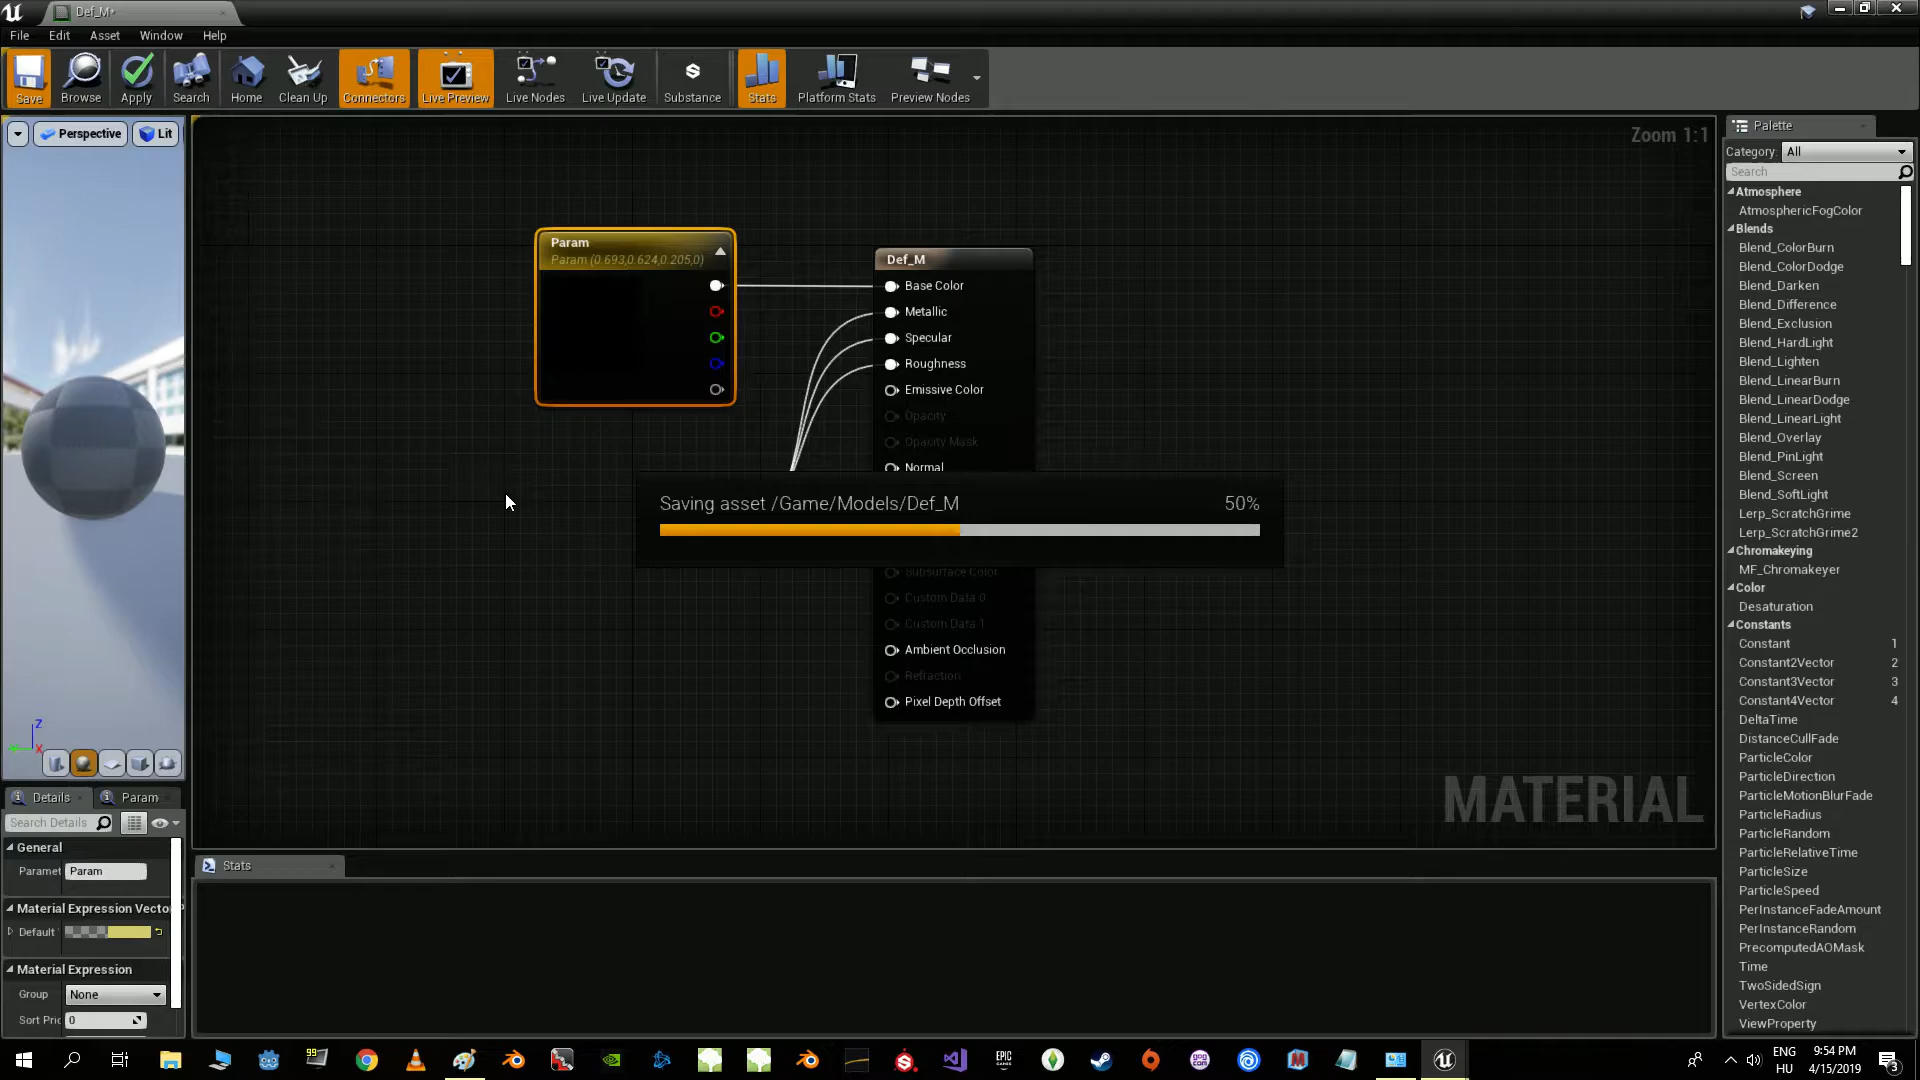 Def_M*
File Edit Asset Window Help
Save Browse Apply Search Home Clean Up Connectors Live Preview Live Nodes Live Update Substance Stats Platform Stats Preview Nodes
Perspective Lit
Zoom 1:1
Param
Param (0.693,0.624,0.205,0)
Def_M
Base Color
Metallic
Specular
Roughness
Emissive Color
Opacity
Opacity Mask
Normal
Saving asset /Game/Models/Def_M 50%
Subsurface Color
Custom Data 0
Custom Data 1
Ambient Occlusion
Refraction
Pixel Depth Offset
MATERIAL
Z
X
Details Param
Search Details
General
Paramet Param
Material Expression Vecto
Default
Material Expression
Group None
Sort Pric 0
Stats
Palette
Category: All
Search
Atmosphere
AtmosphericFogColor
Blends
Blend_ColorBurn
Blend_ColorDodge
Blend_Darken
Blend_Difference
Blend_Exclusion
Blend_HardLight
Blend_Lighten
Blend_LinearBurn
Blend_LinearDodge
Blend_LinearLight
Blend_Overlay
Blend_PinLight
Blend_Screen
Blend_SoftLight
Lerp_ScratchGrime
Lerp_ScratchGrime2
Chromakeying
MF_Chromakeyer
Color
Desaturation
Constants
Constant 1
Constant2Vector 2
Constant3Vector 3
Constant4Vector 4
DeltaTime
DistanceCullFade
ParticleColor
ParticleDirection
ParticleMotionBlurFade
ParticleRadius
ParticleRandom
ParticleRelativeTime
ParticleSize
ParticleSpeed
PerInstanceFadeAmount
PerInstanceRandom
PrecomputedAOMask
Time
TwoSidedSign
VertexColor
ViewProperty
99
EPIC GAMES
gog COM
ENG
HU
9:54 PM
4/15/2019
3